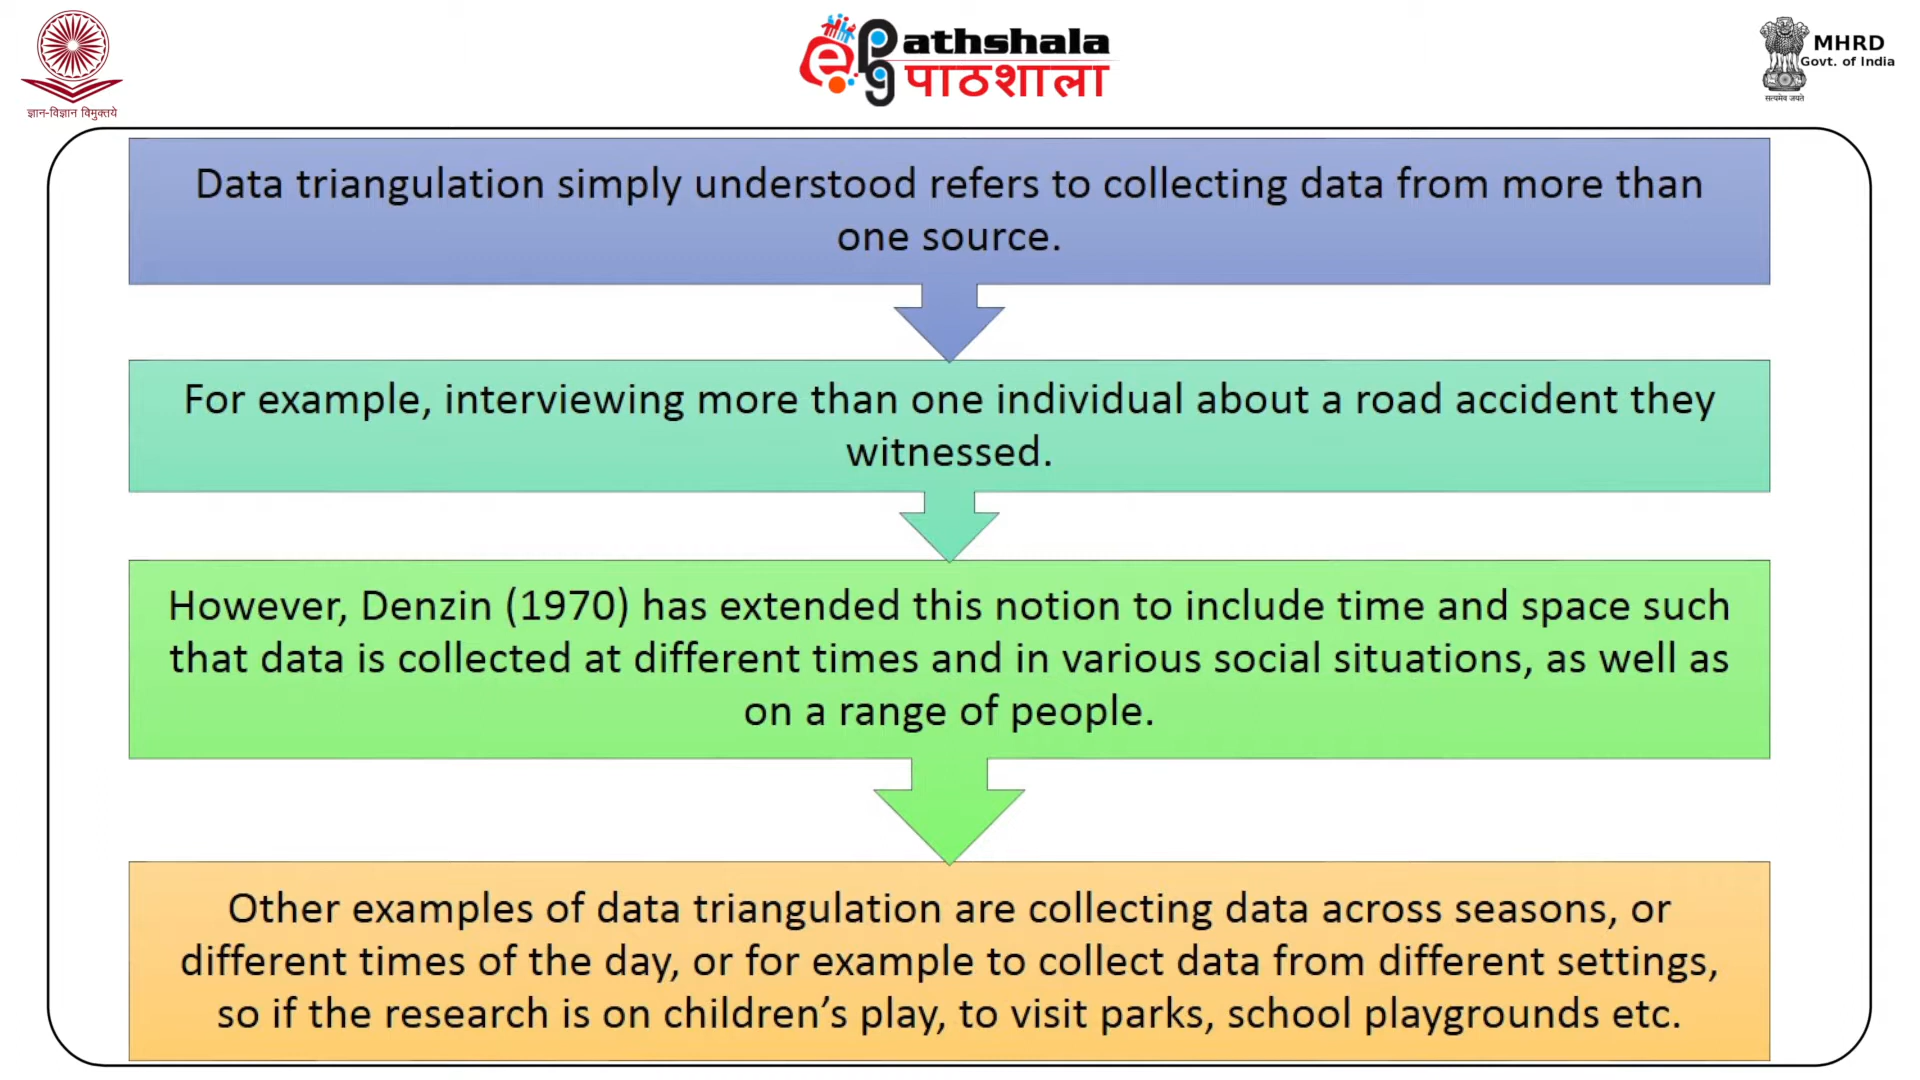 ज्ञान-विज्ञान विमुक्तये
ePGathshala
पाठशाला
MHRD
Govt. of India
सत्यमेव जयते
Data triangulation simply understood refers to collecting data from more than
one source.
For example, interviewing more than one individual about a road accident they
witnessed.
However, Denzin (1970) has extended this notion to include time and space such
that data is collected at different times and in various social situations, as well as
on a range of people.
Other examples of data triangulation are collecting data across seasons, or
different times of the day, or for example to collect data from different settings,
so if the research is on children’s play, to visit parks, school playgrounds etc.